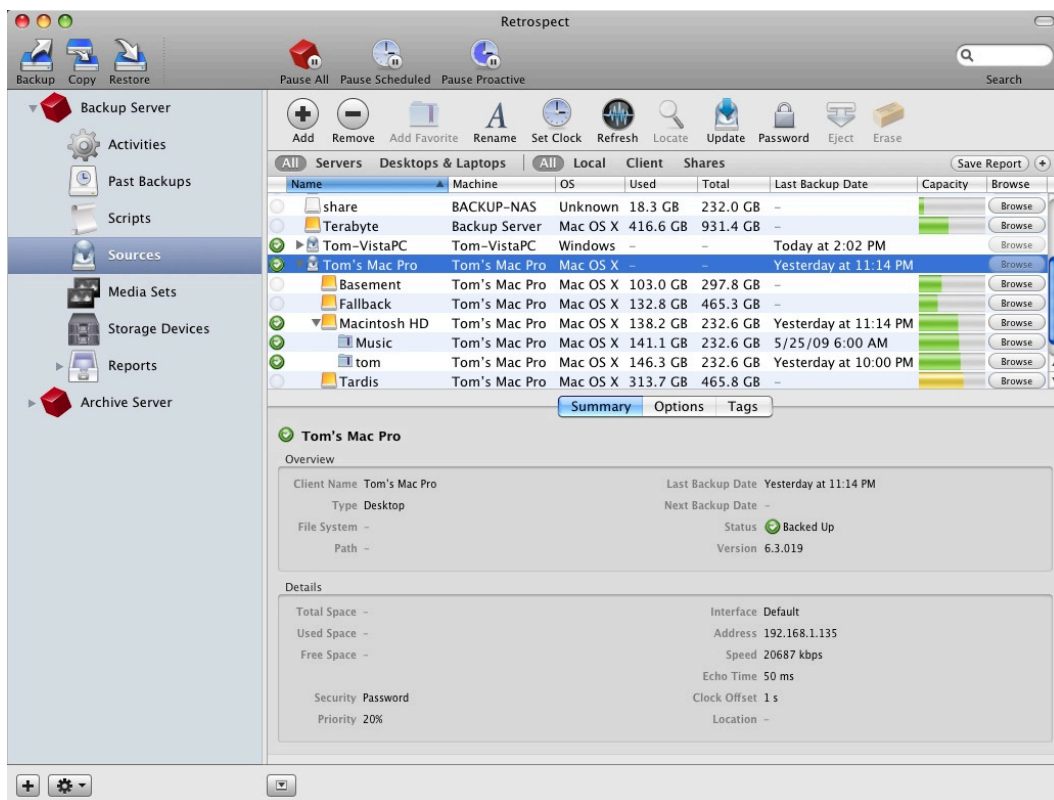 Retrospect
Backup Copy Restore Pause All Pause Scheduled Pause Proactive Search
Backup Server
Activities
Past Backups
Scripts
Sources
Media Sets
Storage Devices
Reports
Archive Server
Add Remove Add Favorite Rename Set Clock Refresh Locate Update Password Eject Erase
All Servers Desktops & Laptops All Local Client Shares Save Report
Name Machine OS Used Total Last Backup Date Capacity Browse
share BACKUP-NAS Unknown 18.3 GB 232.0 GB – Browse
Terabyte Backup Server Mac OS X 416.6 GB 931.4 GB – Browse
Tom-VistaPC Tom-VistaPC Windows – – Today at 2:02 PM Browse
Tom's Mac Pro Tom's Mac Pro Mac OS X – – Yesterday at 11:14 PM Browse
Basement Tom's Mac Pro Mac OS X 103.0 GB 297.8 GB – Browse
Fallback Tom's Mac Pro Mac OS X 132.8 GB 465.3 GB – Browse
Macintosh HD Tom's Mac Pro Mac OS X 138.2 GB 232.6 GB Yesterday at 11:14 PM Browse
Music Tom's Mac Pro Mac OS X 141.1 GB 232.6 GB 5/25/09 6:00 AM Browse
tom Tom's Mac Pro Mac OS X 146.3 GB 232.6 GB Yesterday at 10:00 PM Browse
Tardis Tom's Mac Pro Mac OS X 313.7 GB 465.8 GB – Browse
Summary Options Tags
Tom's Mac Pro
Overview
Client Name Tom's Mac Pro Last Backup Date Yesterday at 11:14 PM
Type Desktop Next Backup Date –
File System – Status Backed Up
Path – Version 6.3.019
Details
Total Space – Interface Default
Used Space – Address 192.168.1.135
Free Space – Speed 20687 kbps
Echo Time 50 ms
Security Password Clock Offset 1 s
Priority 20% Location –